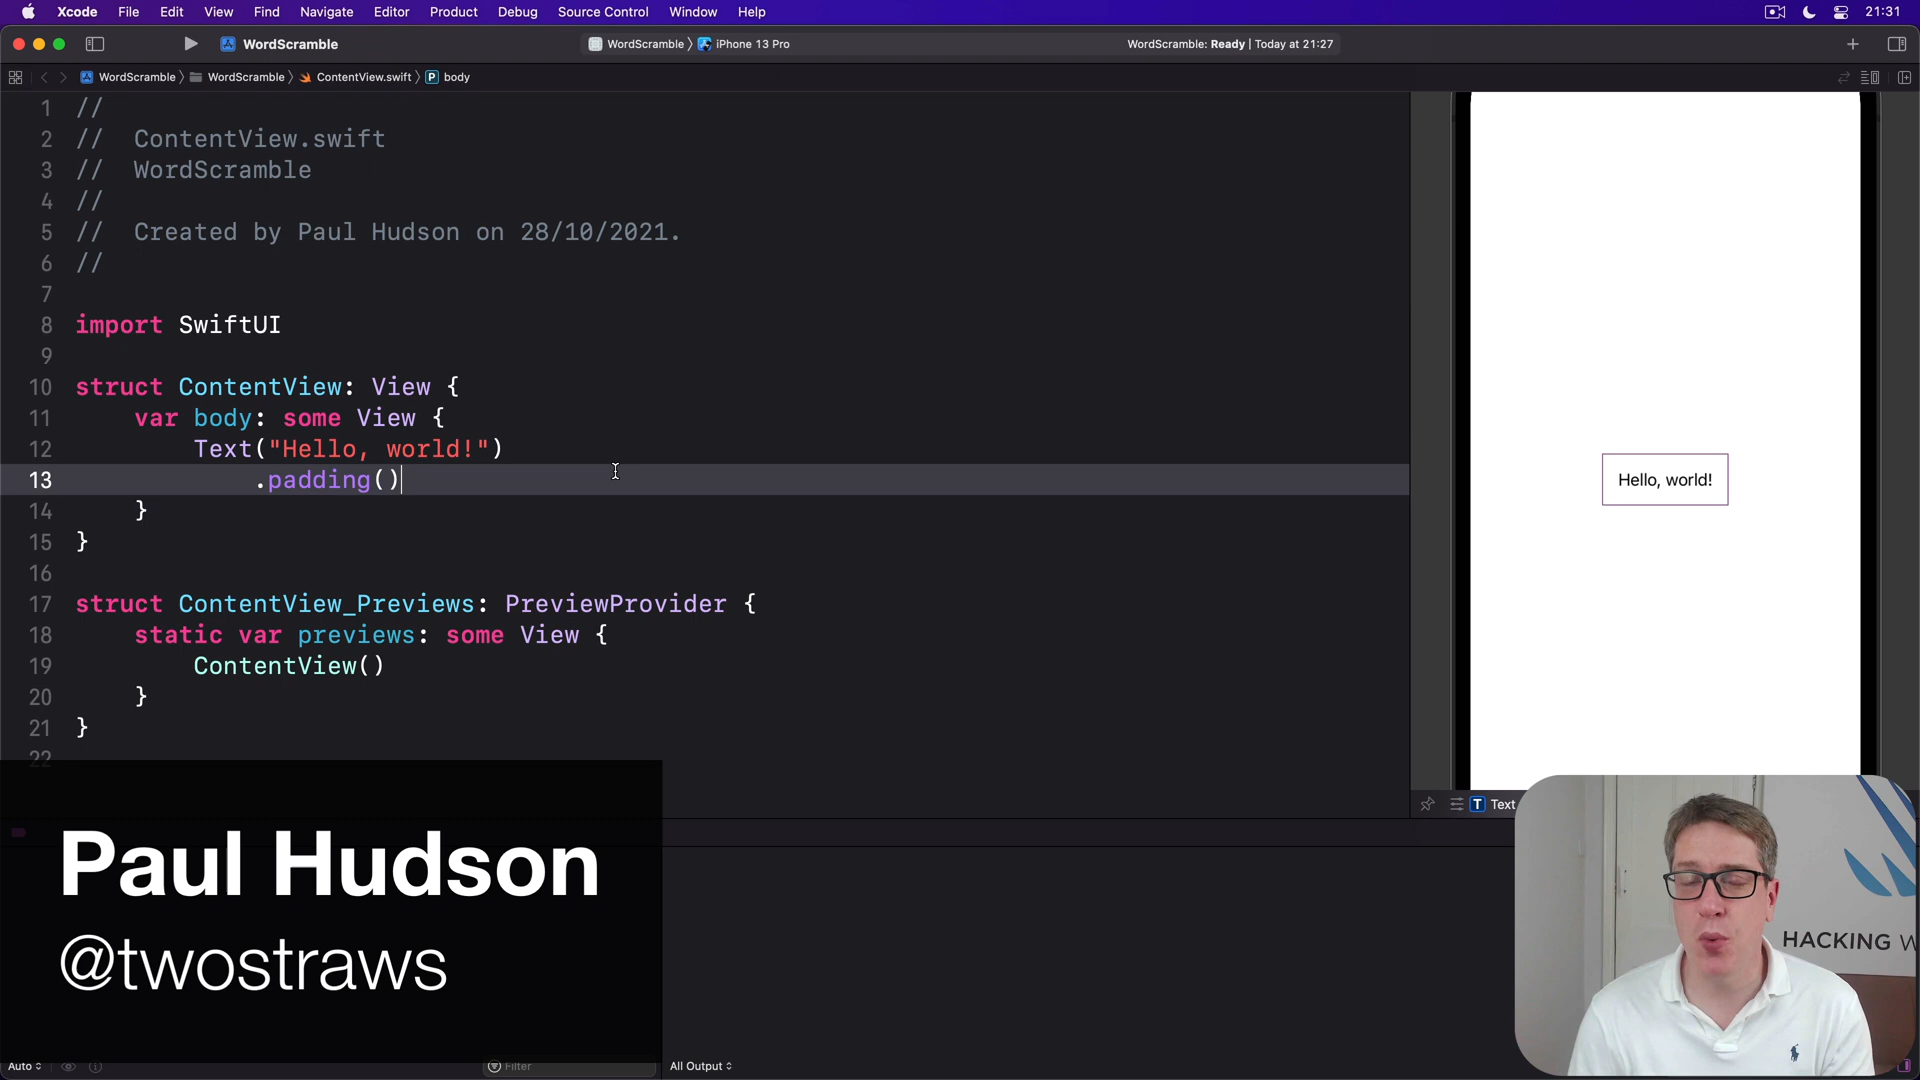 Xcode File Edit View Find Navigate Editor Product Debug Source Control Window Help 21:31
WordScramble WordScramble 〉 iPhone 13 Pro WordScramble: Ready | Today at 21:27
WordScramble 〉 WordScramble 〉 ContentView.swift 〉 P body
1 //
2 //  ContentView.swift
3 //  WordScramble
4 //
5 //  Created by Paul Hudson on 28/10/2021.
6 //
7
8 import SwiftUI
9
10 struct ContentView: View {
11     var body: some View {
12         Text("Hello, world!")
13             .padding()
14     }
15 }
16
17 struct ContentView_Previews: PreviewProvider {
18     static var previews: some View {
19         ContentView()
20     }
21 }
22
Hello, world!
T Text
Paul Hudson
@twostraws
HACKING W
Auto Filter All Output